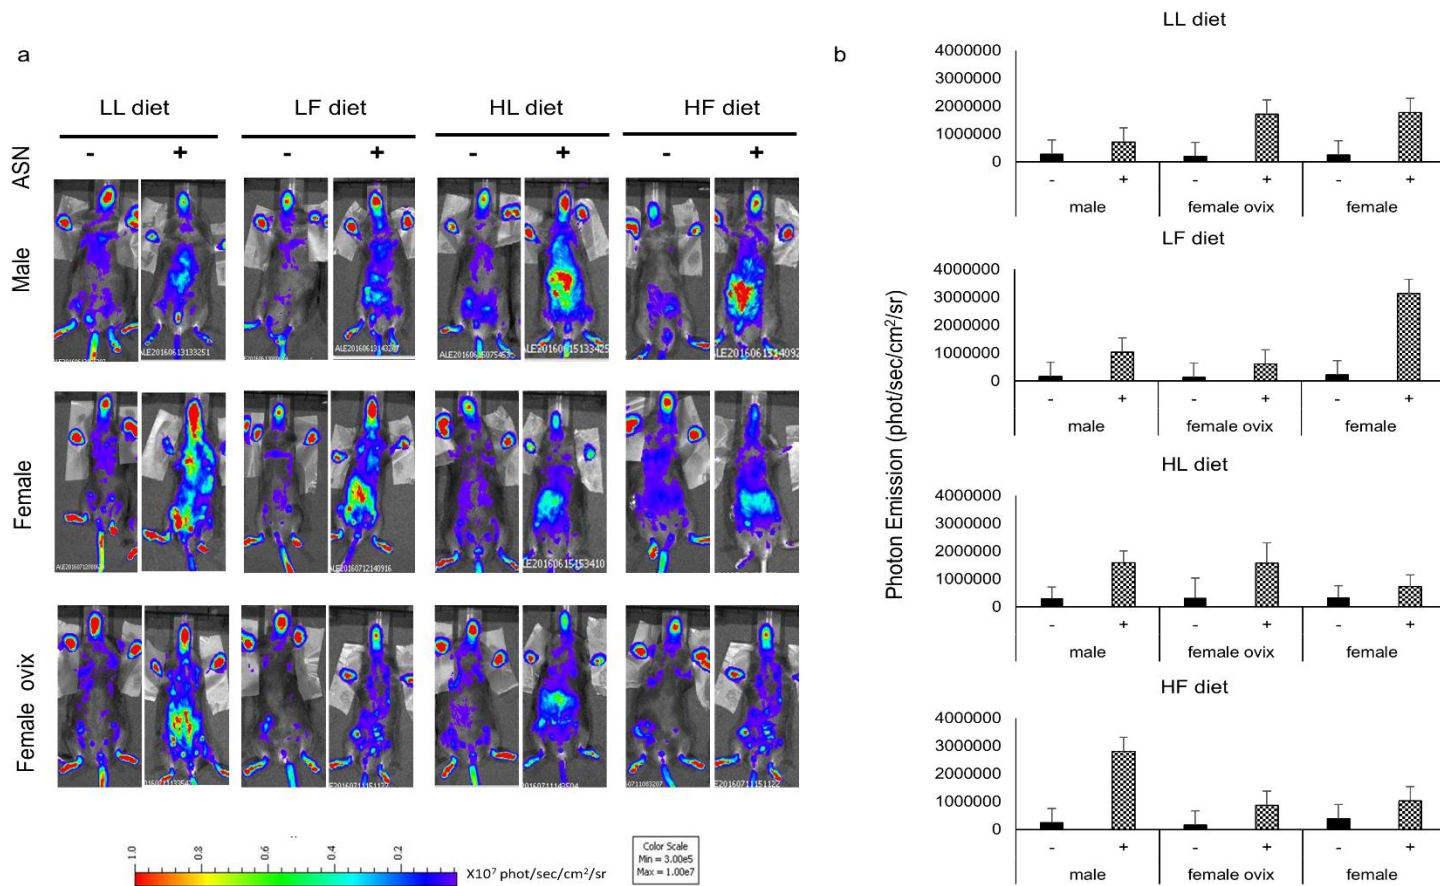 a
LL diet LF diet HL diet HF diet
ASN - + - + - + - +
Male
ALE20160613133251
ALE20160613143207
ALE20160615133425
Female
ALE20160712140916
Female ovix
1.0 0.8 0.6 0.4 0.2 X10⁷ phot/sec/cm²/sr
Color Scale
Min = 3.00e5
Max = 1.00e7
b
Photon Emission (phot/sec/cm²/sr)
LL diet
4000000
3000000
2000000
1000000
0
- + - + - +
male female ovix female
LF diet
4000000
3000000
2000000
1000000
0
- + - + - +
male female ovix female
HL diet
4000000
3000000
2000000
1000000
0
- + - + - +
male female ovix female
HF diet
4000000
3000000
2000000
1000000
0
- + - + - +
male female ovix female